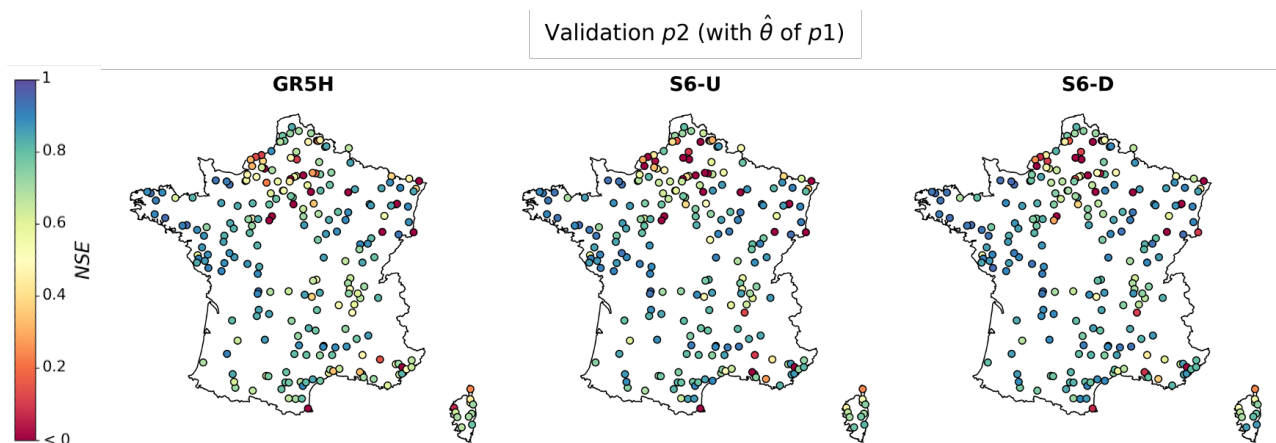 Validation p2 (with θ̂ of p1)
GR5H
S6-U
S6-D
1
0.8
0.6
0.4
0.2
< 0
NSE